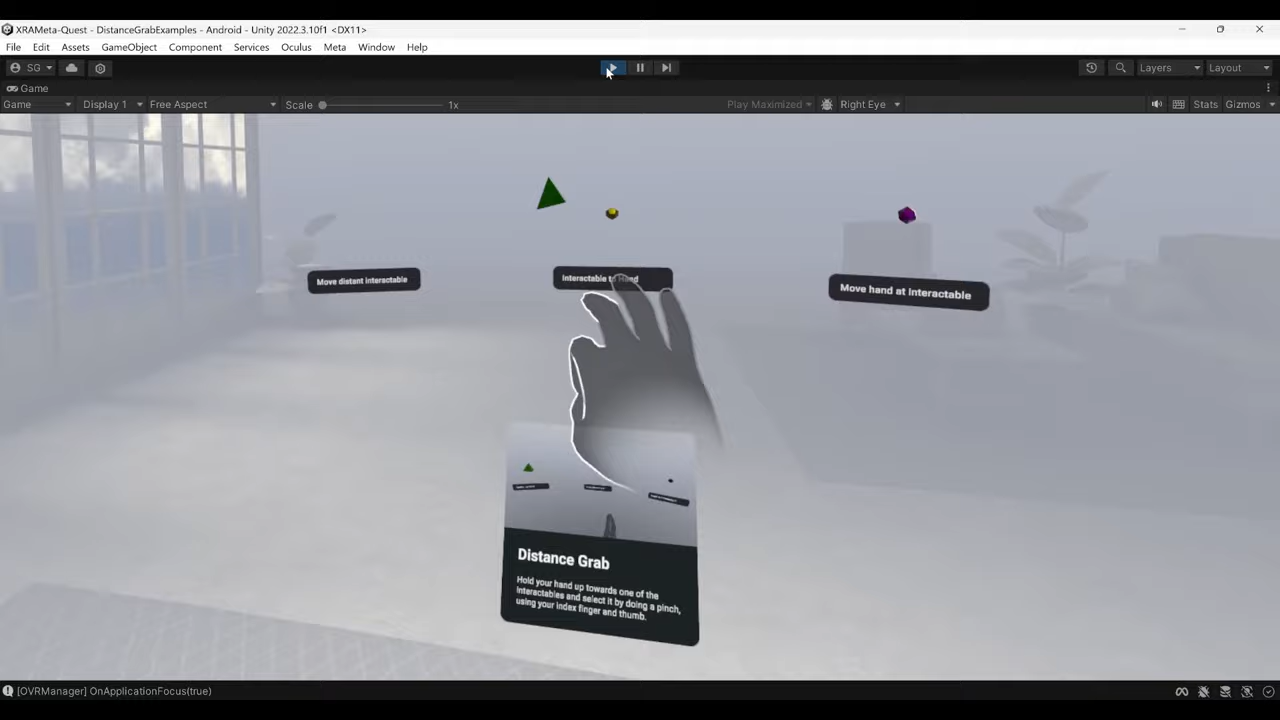 XRAMeta-Quest - DistanceGrabExamples - Android - Unity 2022.3.10f1 <DX11>
File Edit Assets GameObject Component Services Oculus Meta Window Help
SG Layers Layout
Game
Game Display 1 Free Aspect Scale 1x Play Maximized Right Eye Stats Gizmos
Move distant interactable
Interactable to Hand
Move hand at Interactable
Distance Grab
Hold your hand up towards one of the
Interactables and select it by doing a pinch,
using your index finger and thumb.
[OVRManager] OnApplicationFocus(true)